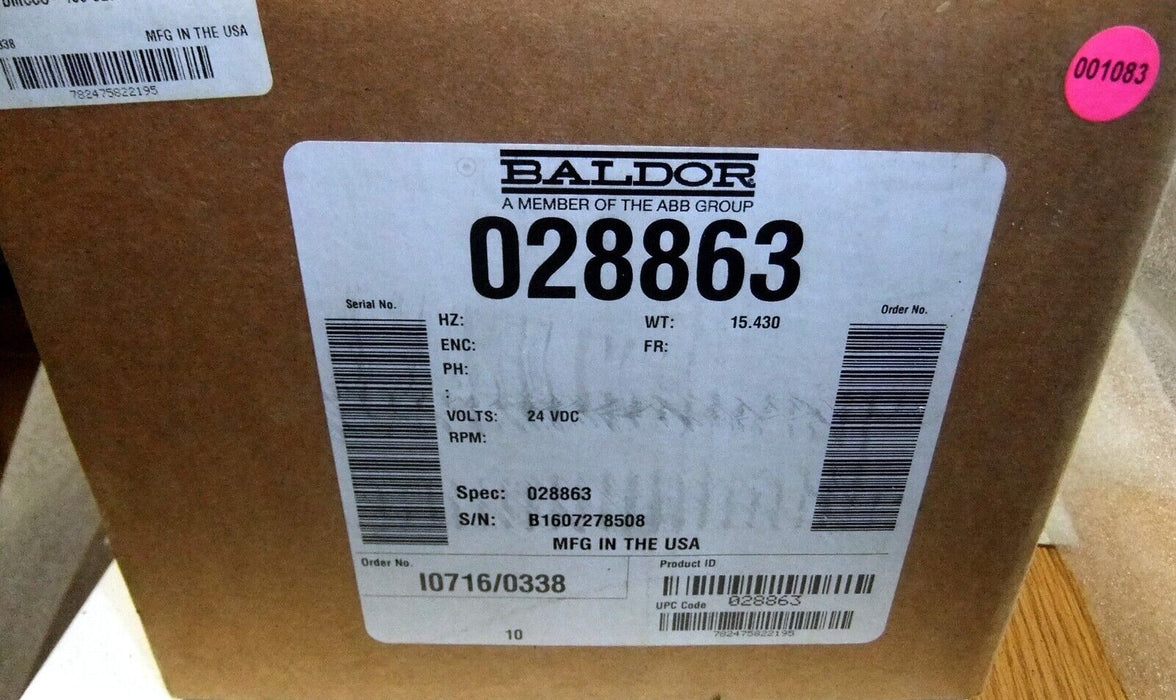 MFG IN THE USA
338
782475822195
001083
BALDOR
A MEMBER OF THE ABB GROUP
028863
Serial No.
Order No.
HZ:
WT: 15.430
ENC:
FR:
PH:
:
VOLTS: 24 VDC
RPM:
Spec: 028863
S/N: B1607278508
MFG IN THE USA
Order No.
I0716/0338
10
Product ID
028863
UPC Code
782475822195